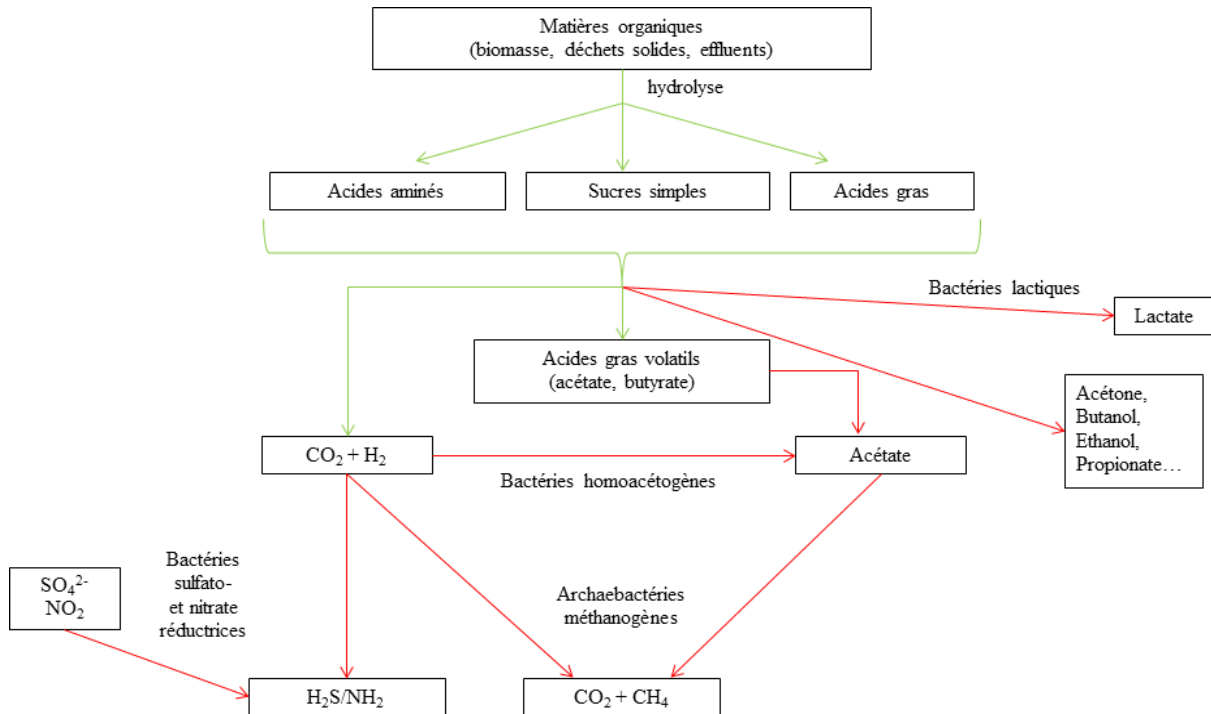 Matières organiques
(biomasse, déchets solides, effluents)
hydrolyse
Acides aminés
Sucres simples
Acides gras
Bactéries lactiques
Lactate
Acides gras volatils
(acétate, butyrate)
Acétone,
Butanol,
Ethanol,
Propionate…
CO₂ + H₂
Acétate
Bactéries homoacétogènes
Bactéries
sulfato-
et nitrate
réductrices
SO₄²⁻
NO₂
Archaebactéries
méthanogènes
H₂S/NH₂
CO₂ + CH₄